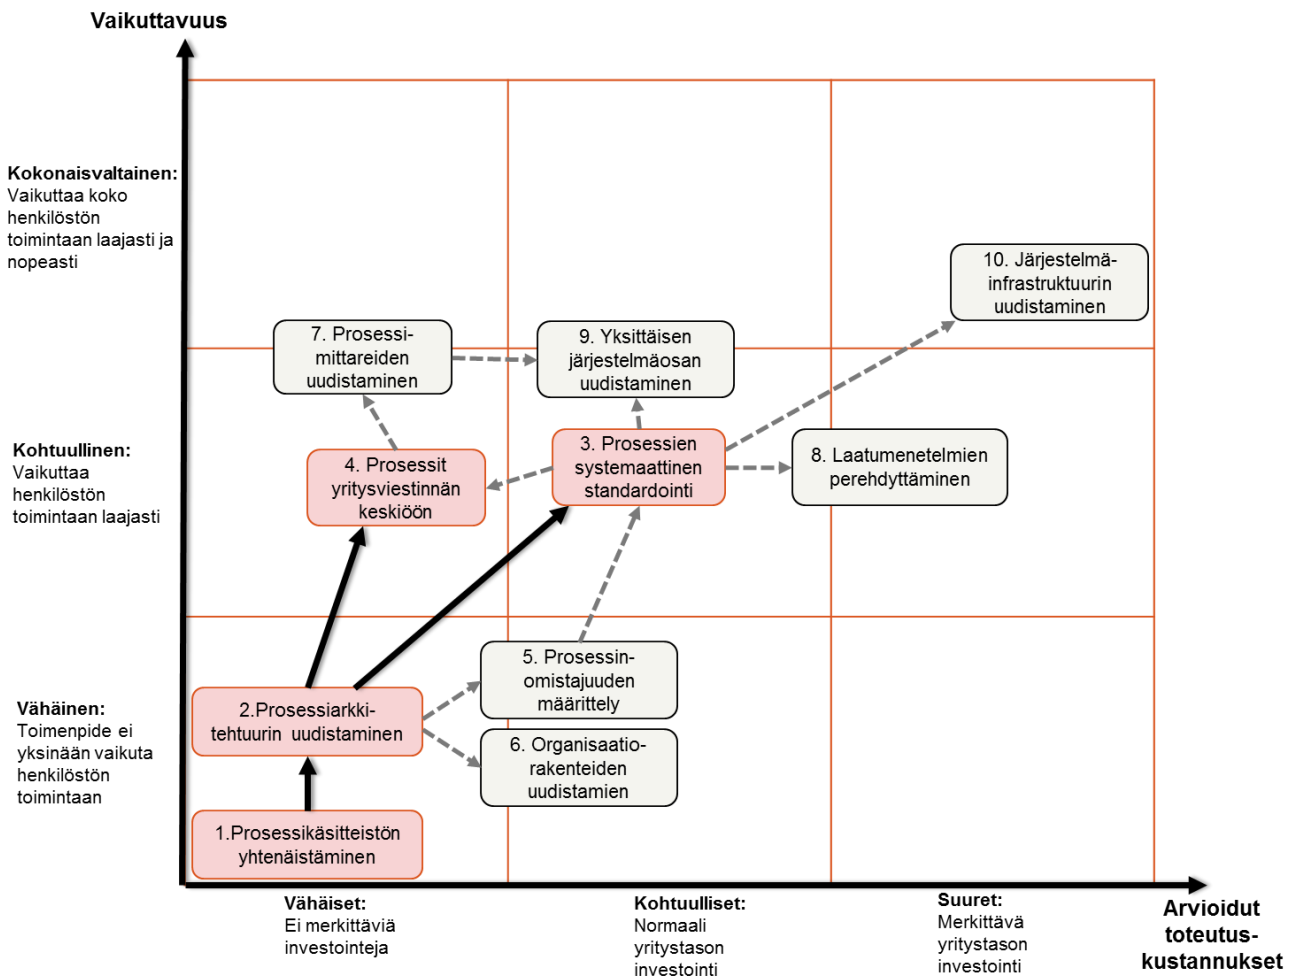 Vaikuttavuus
Kokonaisvaltainen:
Vaikuttaa koko
henkilöstön
toimintaan laajasti ja
nopeasti
10. Järjestelmä-
infrastruktuurin
uudistaminen
7. Prosessi-
mittareiden
uudistaminen
9. Yksittäisen
järjestelmäosan
uudistaminen
Kohtuullinen:
Vaikuttaa
henkilöstön
toimintaan laajasti
4. Prosessit
yritysviestinnän
keskiöön
3. Prosessien
systemaattinen
standardointi
8. Laatumenetelmien
perehdyttäminen
Vähäinen:
Toimenpide ei
yksinään vaikuta
henkilöstön
toimintaan
2.Prosessiarkki-
tehtuurin uudistaminen
5. Prosessin-
omistajuuden
määrittely
6. Organisaatio-
rakenteiden
uudistamien
1.Prosessikäsitteistön
yhtenäistäminen
Vähäiset:
Ei merkittäviä
investointeja
Kohtuulliset:
Normaali
yritystason
investointi
Suuret:
Merkittävä
yritystason
investointi
Arvioidut
toteutus-
kustannukset